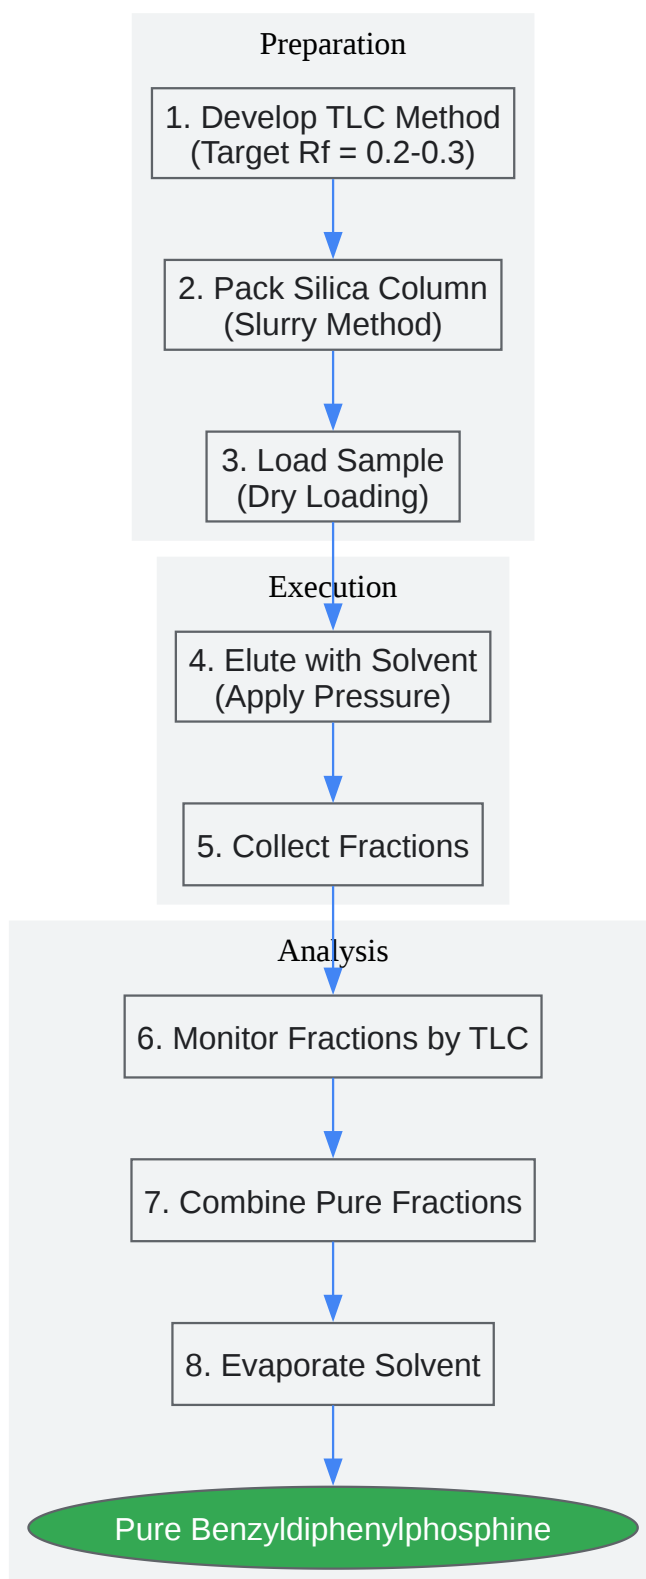 Preparation
1. Develop TLC Method
(Target Rf = 0.2-0.3)
2. Pack Silica Column
(Slurry Method)
3. Load Sample
(Dry Loading)
Execution
4. Elute with Solvent
(Apply Pressure)
5. Collect Fractions
Analysis
6. Monitor Fractions by TLC
7. Combine Pure Fractions
8. Evaporate Solvent
Pure Benzyldiphenylphosphine